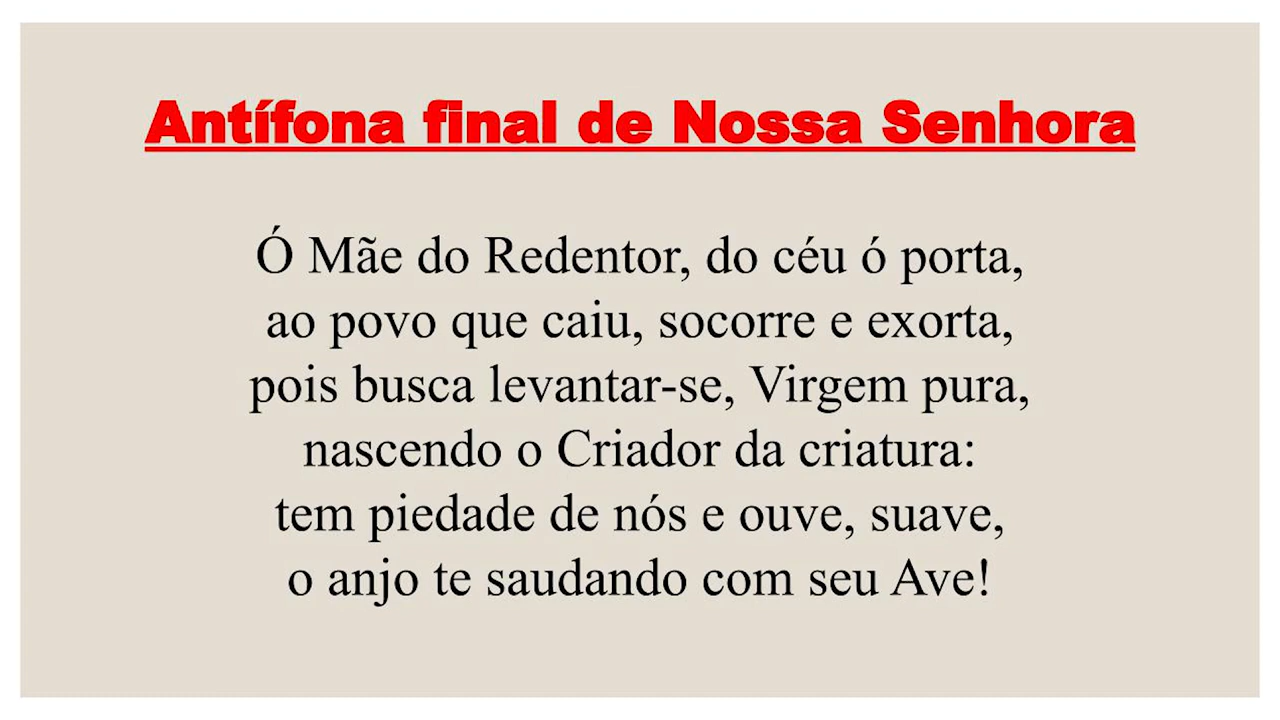 Antífona final de Nossa Senhora
Ó Mãe do Redentor, do céu ó porta,
ao povo que caiu, socorre e exorta,
pois busca levantar-se, Virgem pura,
nascendo o Criador da criatura:
tem piedade de nós e ouve, suave,
o anjo te saudando com seu Ave!